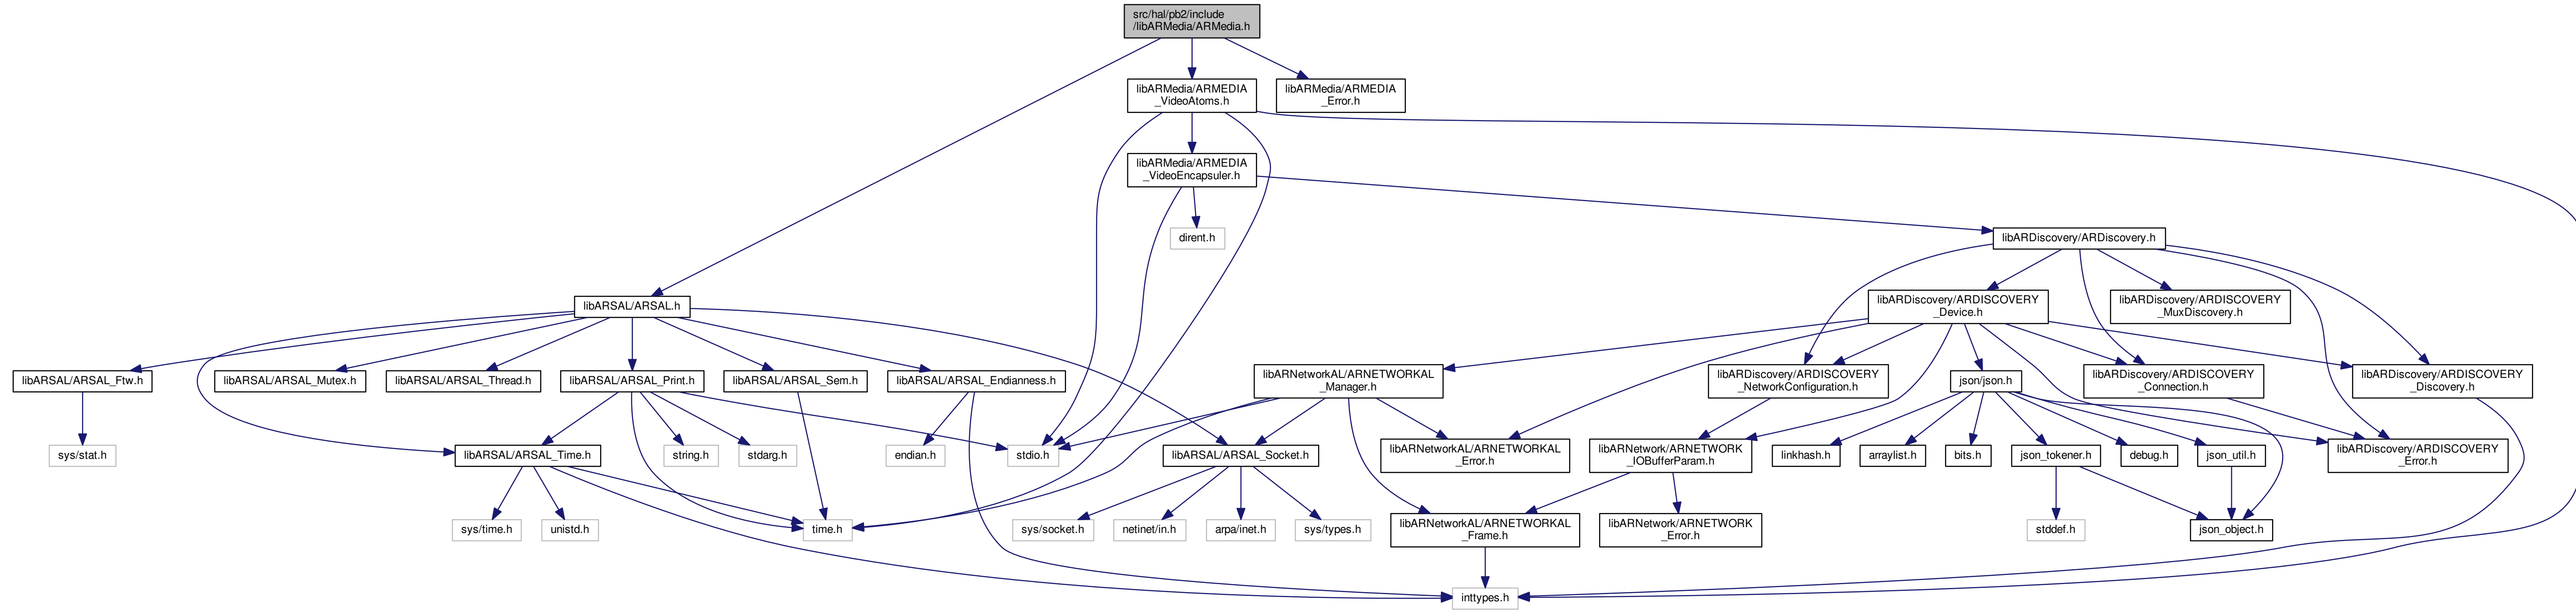 src/hal/pb2/include
/libARMedia/ARMedia.h
libARMedia/ARMEDIA
_VideoAtoms.h
libARMedia/ARMEDIA
_Error.h
libARMedia/ARMEDIA
_VideoEncapsuler.h
dirent.h
libARDiscovery/ARDiscovery.h
libARSAL/ARSAL.h
libARDiscovery/ARDISCOVERY
_Device.h
libARDiscovery/ARDISCOVERY
_MuxDiscovery.h
libARSAL/ARSAL_Ftw.h
libARSAL/ARSAL_Mutex.h
libARSAL/ARSAL_Thread.h
libARSAL/ARSAL_Print.h
libARSAL/ARSAL_Sem.h
libARSAL/ARSAL_Endianness.h
libARNetworkAL/ARNETWORKAL
_Manager.h
libARDiscovery/ARDISCOVERY
_NetworkConfiguration.h
json/json.h
libARDiscovery/ARDISCOVERY
_Connection.h
libARDiscovery/ARDISCOVERY
_Discovery.h
sys/stat.h
libARSAL/ARSAL_Time.h
string.h
stdarg.h
endian.h
stdio.h
libARSAL/ARSAL_Socket.h
libARNetworkAL/ARNETWORKAL
_Error.h
libARNetwork/ARNETWORK
_IOBufferParam.h
linkhash.h
arraylist.h
bits.h
json_tokener.h
debug.h
json_util.h
libARDiscovery/ARDISCOVERY
_Error.h
sys/time.h
unistd.h
time.h
sys/socket.h
netinet/in.h
arpa/inet.h
sys/types.h
libARNetworkAL/ARNETWORKAL
_Frame.h
libARNetwork/ARNETWORK
_Error.h
stddef.h
json_object.h
inttypes.h